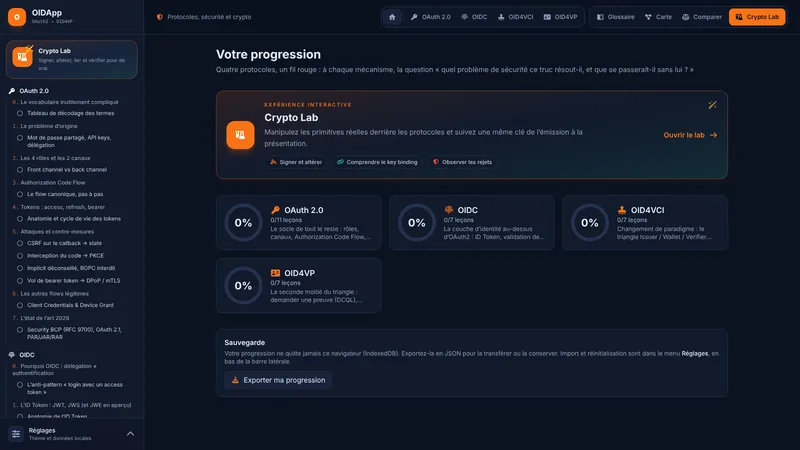 OIDApp
OAuth2 • OID4VP
Crypto Lab
Signer, altérer, lier et vérifier pour de
vrai
OAuth 2.0
0. Le vocabulaire inutilement compliqué
Tableau de décodage des termes
1. Le problème d'origine
Mot de passe partagé, API keys,
délégation
2. Les 4 rôles et les 2 canaux
Front channel vs back channel
3. Authorization Code Flow
Le flow canonique, pas à pas
4. Tokens : access, refresh, bearer
Anatomie et cycle de vie des tokens
5. Attaques et contre-mesures
CSRF sur le callback → state
Interception du code → PKCE
Implicit déconseillé, ROPC interdit
Vol de bearer token → DPoP / mTLS
6. Les autres flows légitimes
Client Credentials & Device Grant
7. L'état de l'art 2026
Security BCP (RFC 9700), OAuth 2.1,
PAR/JAR/RAR
OIDC
0. Pourquoi OIDC : délégation ≠
authentification
L'anti-pattern « login avec un access
token »
1. L'ID Token : JWT, JWS (et JWE en aperçu)
Anatomie de l'ID Token
Réglages
Thème et données locales
Protocoles, sécurité et crypto
OAuth 2.0
OIDC
OID4VCI
OID4VP
Glossaire
Carte
Comparer
Crypto Lab
Votre progression
Quatre protocoles, un fil rouge : à chaque mécanisme, la question « quel problème de sécurité ce truc résout-il, et que se passerait-il sans lui ? »
EXPÉRIENCE INTERACTIVE
Crypto Lab
Manipulez les primitives réelles derrière les protocoles et suivez une même clé de l'émission à la
présentation.
Signer et altérer
Comprendre le key binding
Observer les rejets
Ouvrir le lab →
0%
OAuth 2.0
0/11 leçons
Le socle de tout le reste : rôles,
canaux, Authorization Code Flow,...
0%
OIDC
0/7 leçons
La couche d'identité au-dessus
d'OAuth2 : ID Token, validation de...
0%
OID4VCI
0/7 leçons
Changement de paradigme : le
triangle Issuer / Wallet / Verifier...
0%
OID4VP
0/7 leçons
La seconde moitié du triangle :
demander une preuve (DCQL),...
Sauvegarde
Votre progression ne quitte jamais ce navigateur (IndexedDB). Exportez-la en JSON pour la transférer ou la conserver. Import et réinitialisation sont dans le menu Réglages, en
bas de la barre latérale.
Exporter ma progression